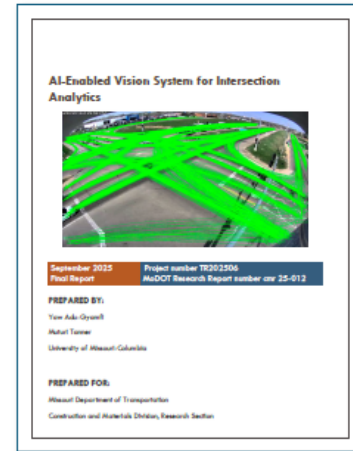 AI-Enabled Vision System for Intersection
Analytics
September 2025
Final Report
Project number TR202506
MoDOT Research Report number cmr 25-012
PREPARED BY:
Yaw Adu-Gyamfi
Muturi Tanner
University of Missouri-Columbia
PREPARED FOR:
Missouri Department of Transportation
Construction and Materials Division, Research Section